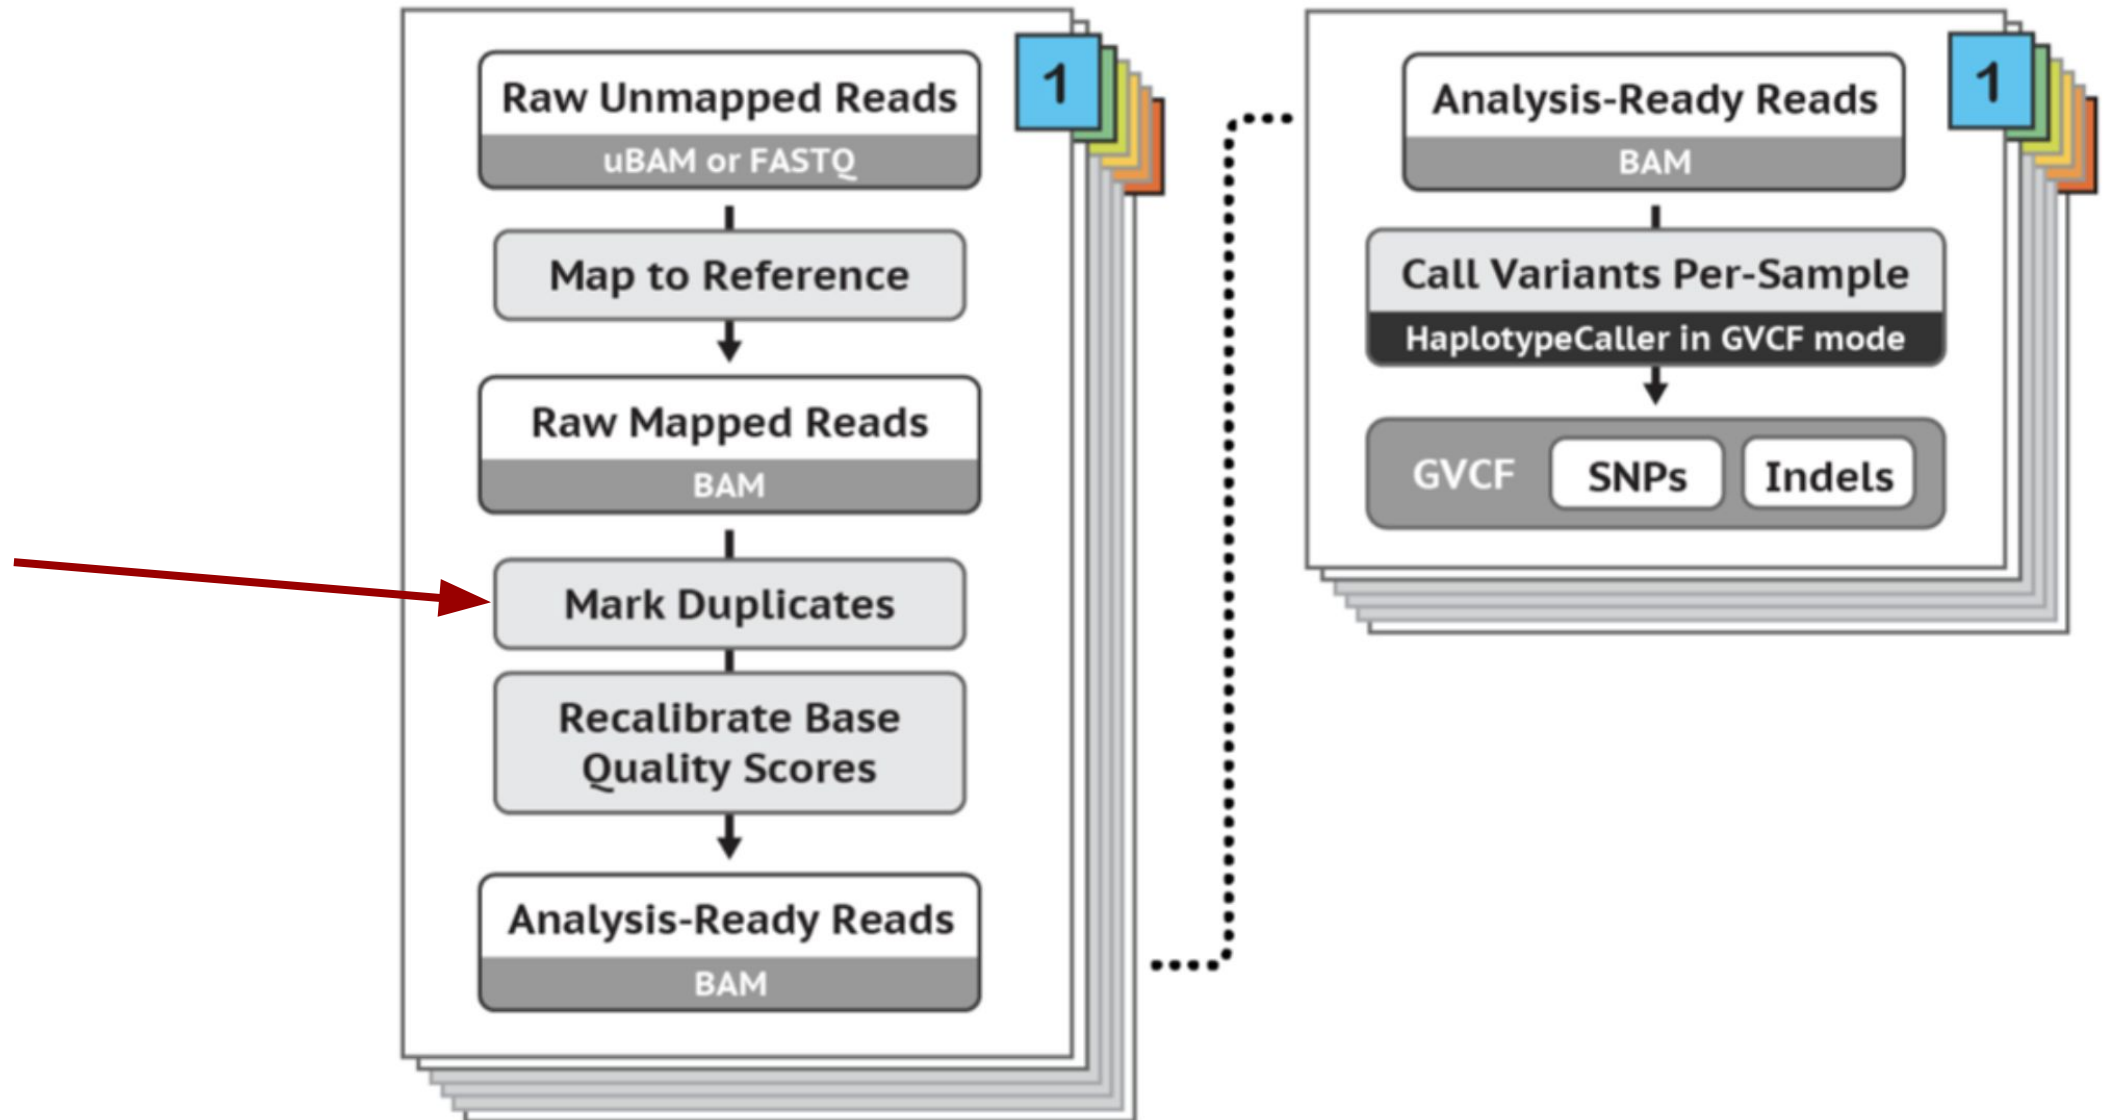 Raw Unmapped Reads
uBAM or FASTQ
1
Map to Reference
Raw Mapped Reads
BAM
Mark Duplicates
Recalibrate Base
Quality Scores
Analysis-Ready Reads
BAM
Analysis-Ready Reads
BAM
1
Call Variants Per-Sample
HaplotypeCaller in GVCF mode
GVCF SNPs Indels